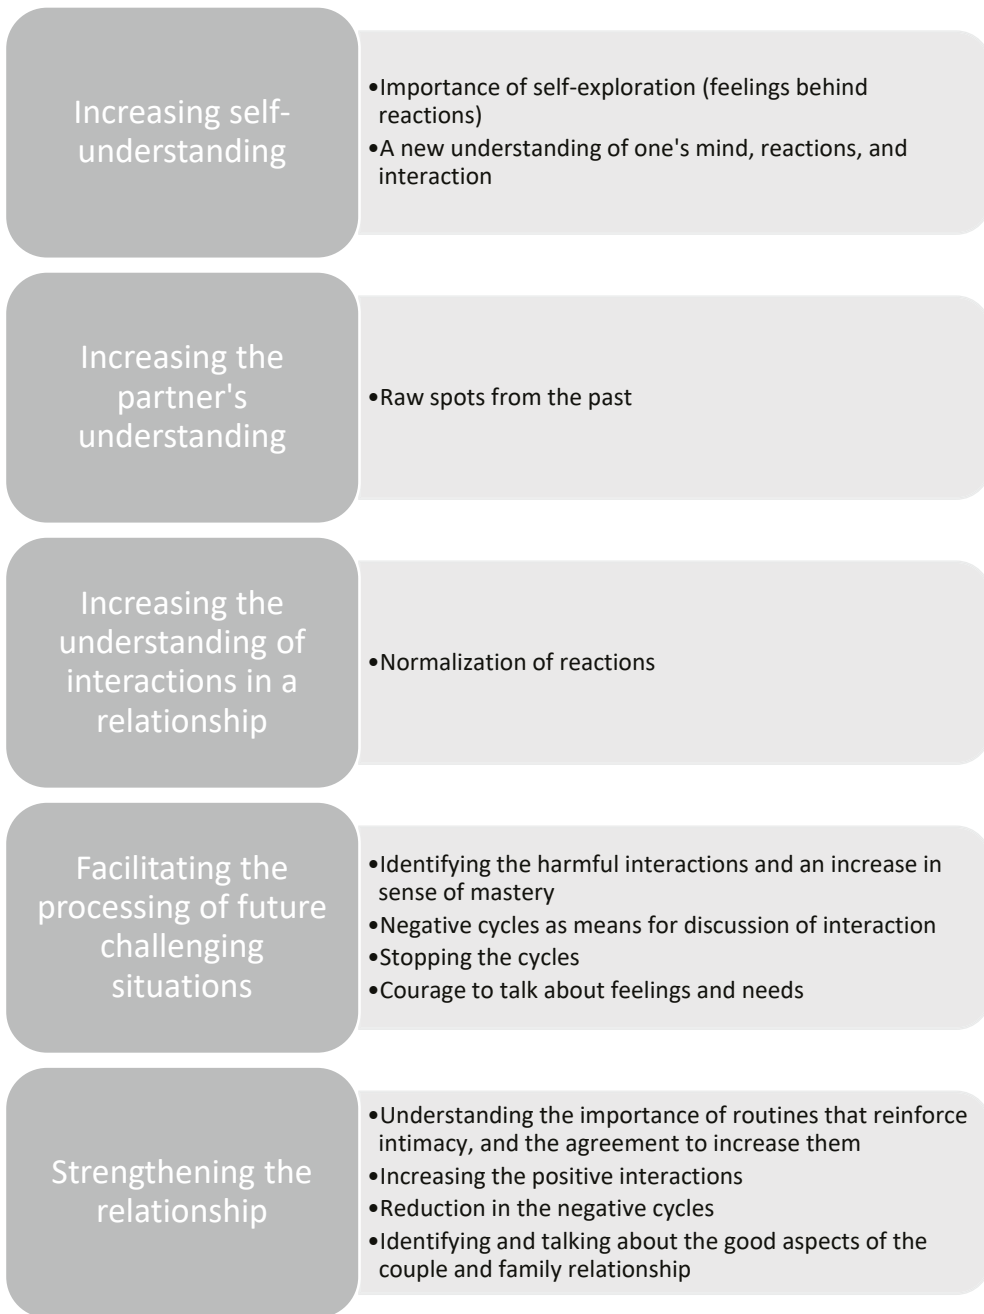 Increasing self-
understanding
•Importance of self-exploration (feelings behind
reactions)
•A new understanding of one's mind, reactions, and
interaction
Increasing the
partner's
understanding
•Raw spots from the past
Increasing the
understanding of
interactions in a
relationship
•Normalization of reactions
Facilitating the
processing of future
challenging
situations
•Identifying the harmful interactions and an increase in
sense of mastery
•Negative cycles as means for discussion of interaction
•Stopping the cycles
•Courage to talk about feelings and needs
Strengthening the
relationship
•Understanding the importance of routines that reinforce
intimacy, and the agreement to increase them
•Increasing the positive interactions
•Reduction in the negative cycles
•Identifying and talking about the good aspects of the
couple and family relationship